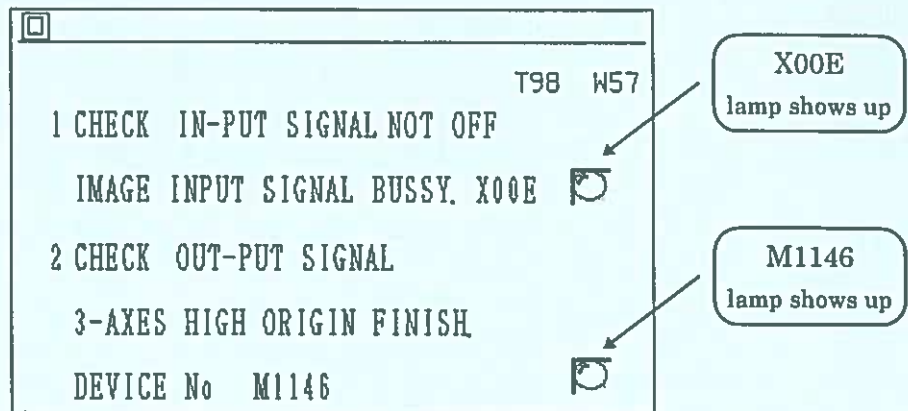 T98 W57
1 CHECK IN-PUT SIGNAL NOT OFF
IMAGE INPUT SIGNAL BUSSY. X00E
2 CHECK OUT-PUT SIGNAL
3-AXES HIGH ORIGIN FINISH.
DEVICE No M1146
X00E
lamp shows up
M1146
lamp shows up